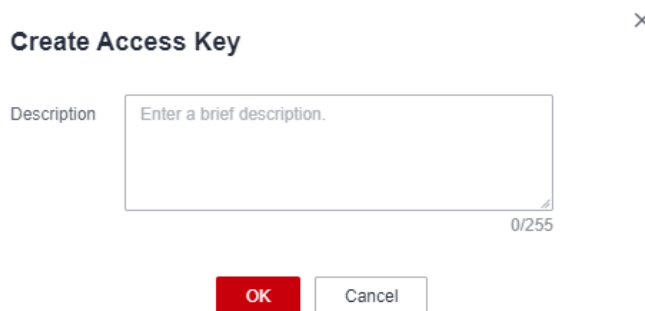 Create Access Key
Description
Enter a brief description.
0/255
OK
Cancel